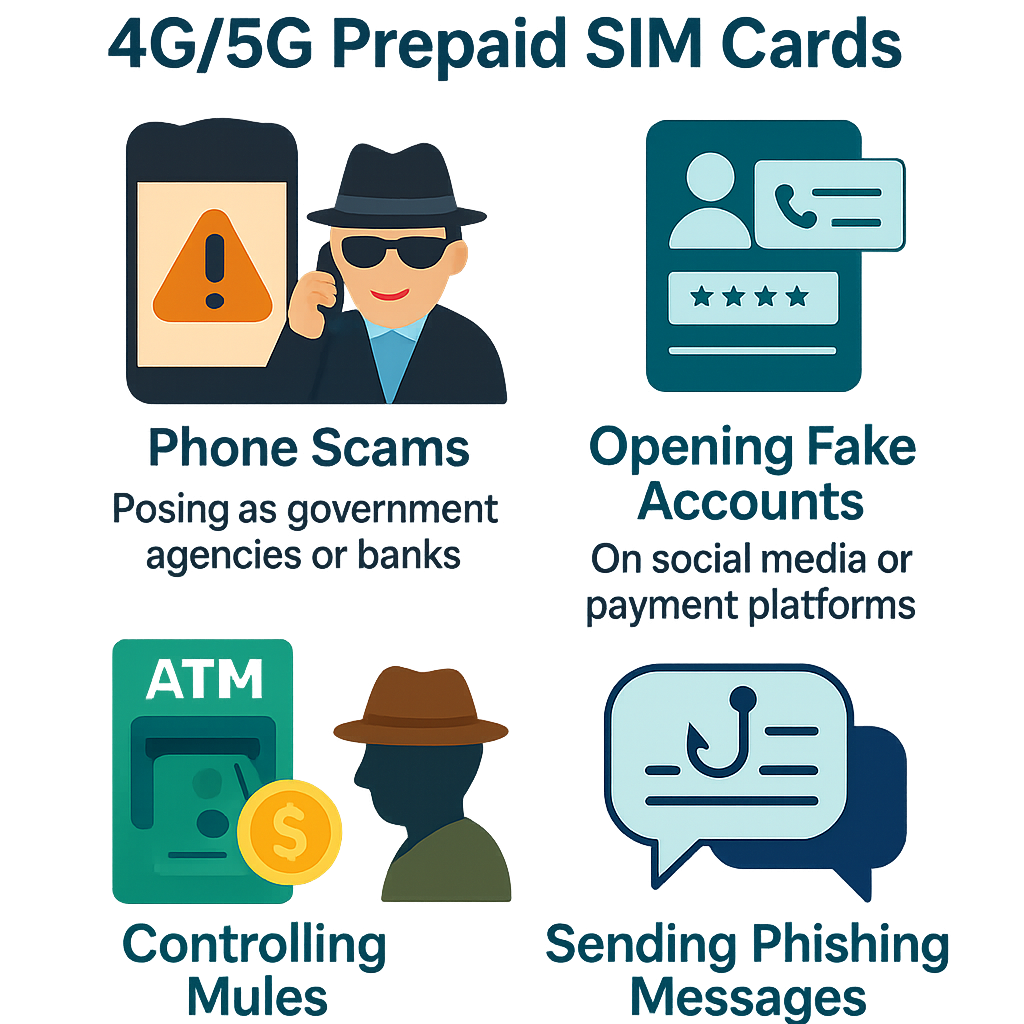 4G/5G Prepaid SIM Cards
Phone Scams
Posing as government
agencies or banks
Opening Fake
Accounts
On social media or
payment platforms
ATM
$
Controlling
Mules
Sending Phishing
Messages